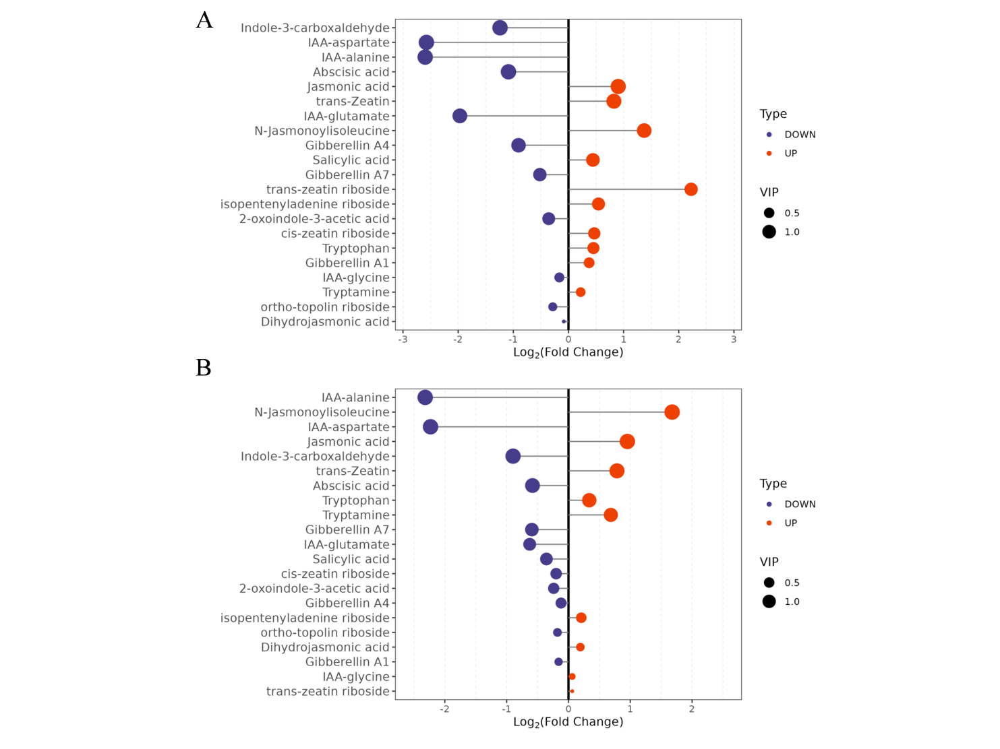 A
Indole-3-carboxaldehyde
IAA-aspartate
IAA-alanine
Abscisic acid
Jasmonic acid
trans-Zeatin
IAA-glutamate
N-Jasmonoylisoleucine
Gibberellin A4
Salicylic acid
Gibberellin A7
trans-zeatin riboside
isopentenyladenine riboside
2-oxoindole-3-acetic acid
cis-zeatin riboside
Tryptophan
Gibberellin A1
IAA-glycine
Tryptamine
ortho-topolin riboside
Dihydrojasmonic acid
-3 -2 -1 0 1 2 3
Log₂(Fold Change)
Type
DOWN
UP
VIP
0.5
1.0
B
IAA-alanine
N-Jasmonoylisoleucine
IAA-aspartate
Jasmonic acid
Indole-3-carboxaldehyde
trans-Zeatin
Abscisic acid
Tryptophan
Tryptamine
Gibberellin A7
IAA-glutamate
Salicylic acid
cis-zeatin riboside
2-oxoindole-3-acetic acid
Gibberellin A4
isopentenyladenine riboside
ortho-topolin riboside
Dihydrojasmonic acid
Gibberellin A1
IAA-glycine
trans-zeatin riboside
-2 -1 0 1 2
Log₂(Fold Change)
Type
DOWN
UP
VIP
0.5
1.0